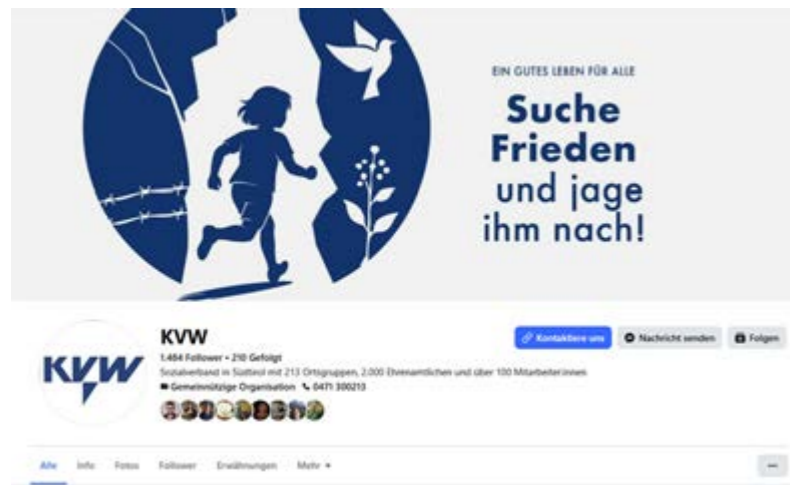 EIN GUTES LEBEN FÜR ALLE
Suche
Frieden
und jage
ihm nach!
KVW
KVW
1.484 Follower • 210 Gefolgt
Sozialverband in Südtirol mit 213 Ortsgruppen, 2.000 Ehrenamtlichen und über 100 Mitarbeiter:innen
Gemeinnützige Organisation 0471 300213
Kontaktiere uns
Nachricht senden
Folgen
Alle Info Fotos Follower Erwähnungen Mehr